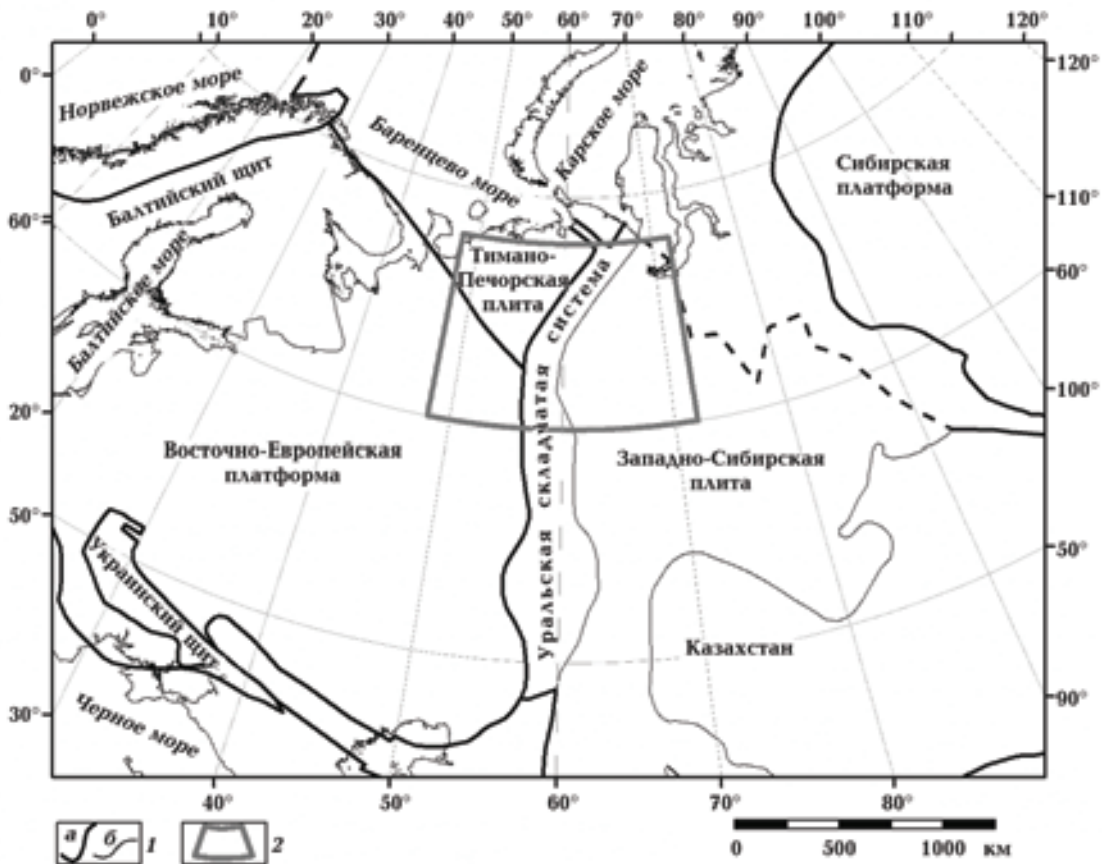 0° 10° 20° 30° 40° 50° 60° 70° 80° 90° 100° 110° 120°
0°
60°
20°
50°
30°
120°
110°
60°
100°
50°
90°
Норвежское море
Баренцево море
Карское море
Сибирская
платформа
Балтийский щит
Балтийское море
Тимано-
Печорская
плита
Уральская складчатая система
Восточно-Европейская
платформа
Западно-Сибирская
плита
Украинский щит
Казахстан
Черное море
40° 50° 60° 70° 80°
а б 1
2
0 500 1000 км